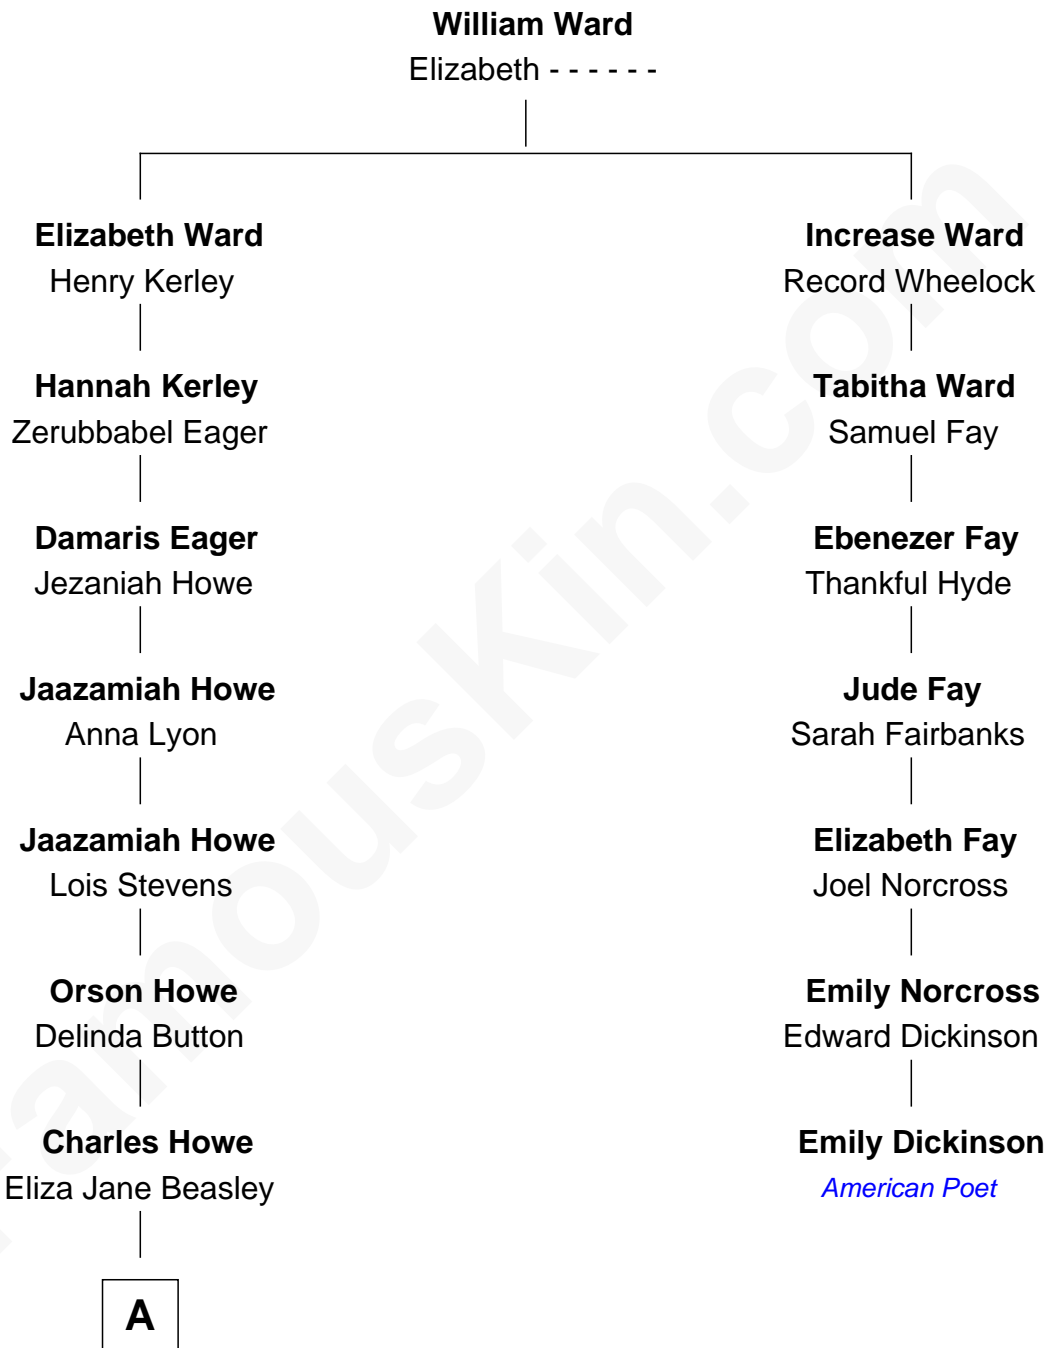 William Ward
Elizabeth - - - - - -
Elizabeth Ward
Henry Kerley
Increase Ward
Record Wheelock
Hannah Kerley
Zerubbabel Eager
Tabitha Ward
Samuel Fay
Damaris Eager
Jezaniah Howe
Ebenezer Fay
Thankful Hyde
Jaazamiah Howe
Anna Lyon
Jude Fay
Sarah Fairbanks
Jaazamiah Howe
Lois Stevens
Elizabeth Fay
Joel Norcross
Orson Howe
Delinda Button
Emily Norcross
Edward Dickinson
Charles Howe
Eliza Jane Beasley
Emily Dickinson
American Poet
A
FamousKin.com